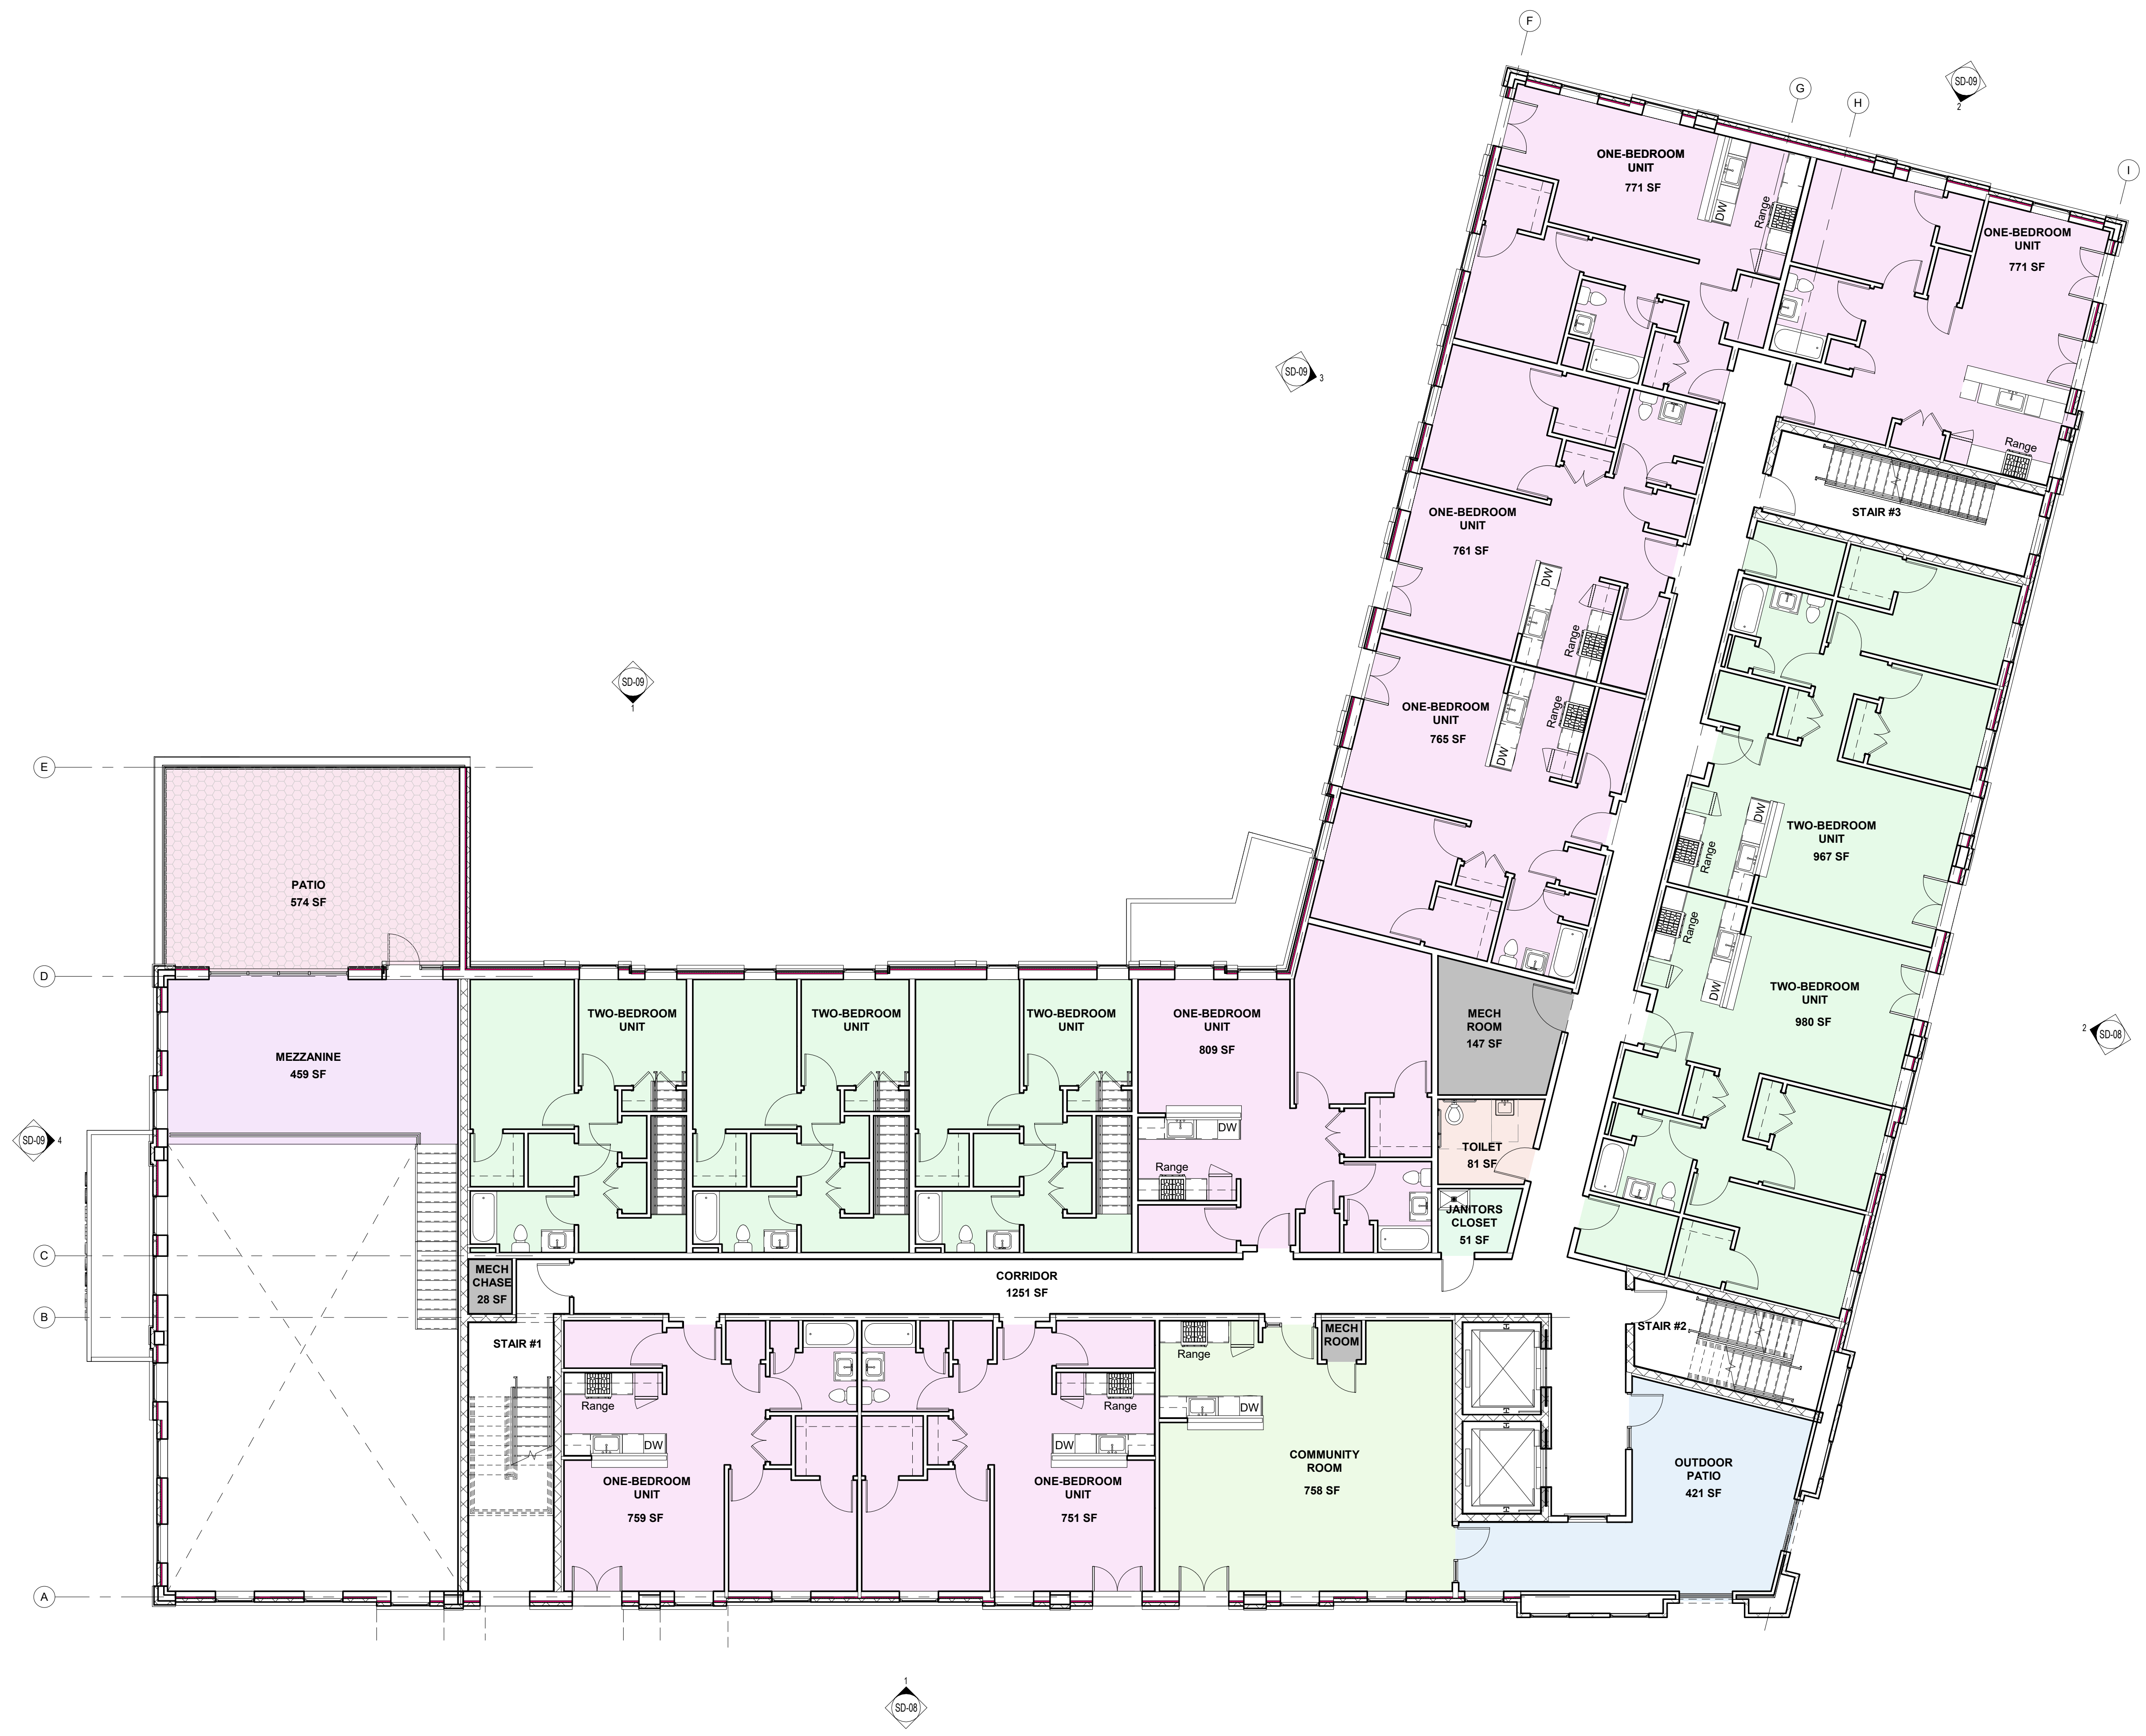 F
SD-09
2
G
H
I
ONE-BEDROOM
UNIT
771 SF
DW
Range
ONE-BEDROOM
UNIT
771 SF
Range
SD-09
3
STAIR #3
ONE-BEDROOM
UNIT
761 SF
DW
Range
ONE-BEDROOM
UNIT
765 SF
DW
Range
SD-09
1
E
PATIO
574 SF
TWO-BEDROOM
UNIT
967 SF
DW
Range
TWO-BEDROOM
UNIT
980 SF
DW
Range
2
SD-08
D
MEZZANINE
459 SF
TWO-BEDROOM
UNIT
TWO-BEDROOM
UNIT
TWO-BEDROOM
UNIT
ONE-BEDROOM
UNIT
809 SF
DW
Range
MECH
ROOM
147 SF
TOILET
81 SF
JANITORS
CLOSET
51 SF
SD-09
4
C
MECH
CHASE
28 SF
CORRIDOR
1251 SF
B
STAIR #1
MECH
ROOM
STAIR #2
Range
DW
ONE-BEDROOM
UNIT
759 SF
Range
DW
ONE-BEDROOM
UNIT
751 SF
Range
DW
COMMUNITY
ROOM
758 SF
OUTDOOR
PATIO
421 SF
A
1
SD-08